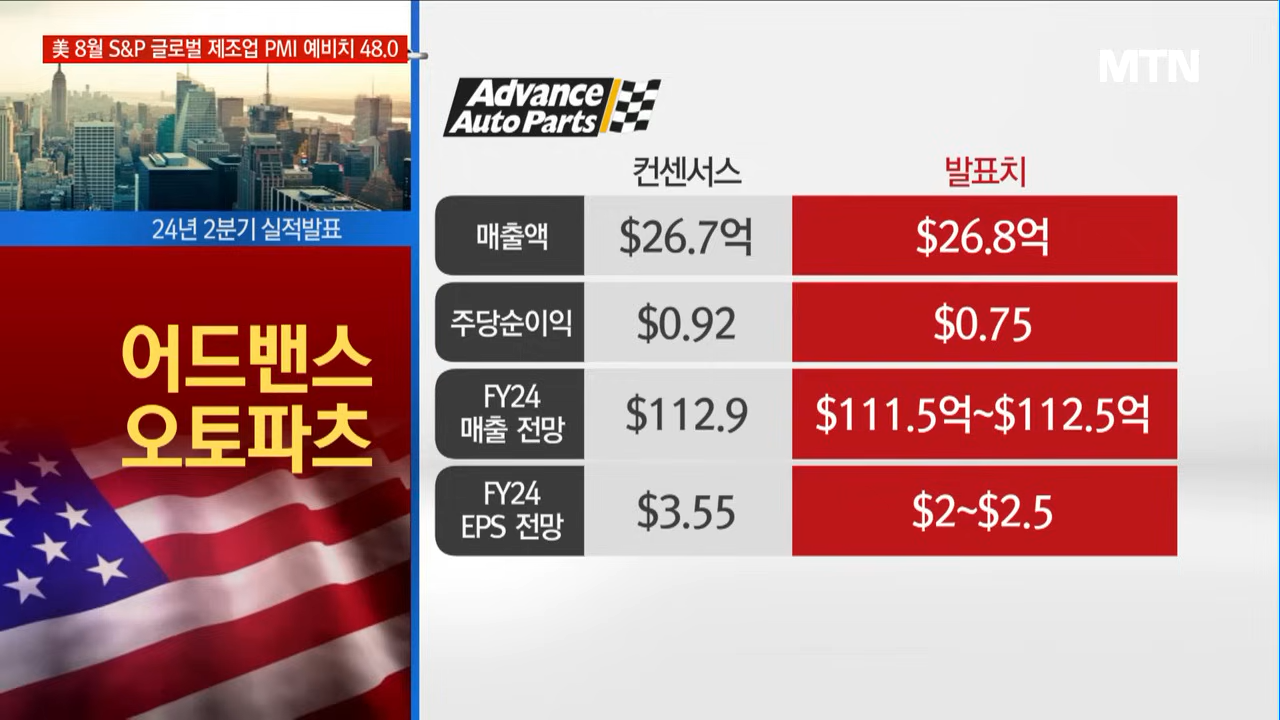 美 8월 S&P 글로벌 제조업 PMI 예비치 48.0
MTN
24년 2분기 실적발표
어드밴스
오토파츠
Advance
Auto Parts
컨센서스 발표치
매출액 $26.7억 $26.8억
주당순이익 $0.92 $0.75
FY24
매출 전망 $112.9 $111.5억~$112.5억
FY24
EPS 전망 $3.55 $2~$2.5